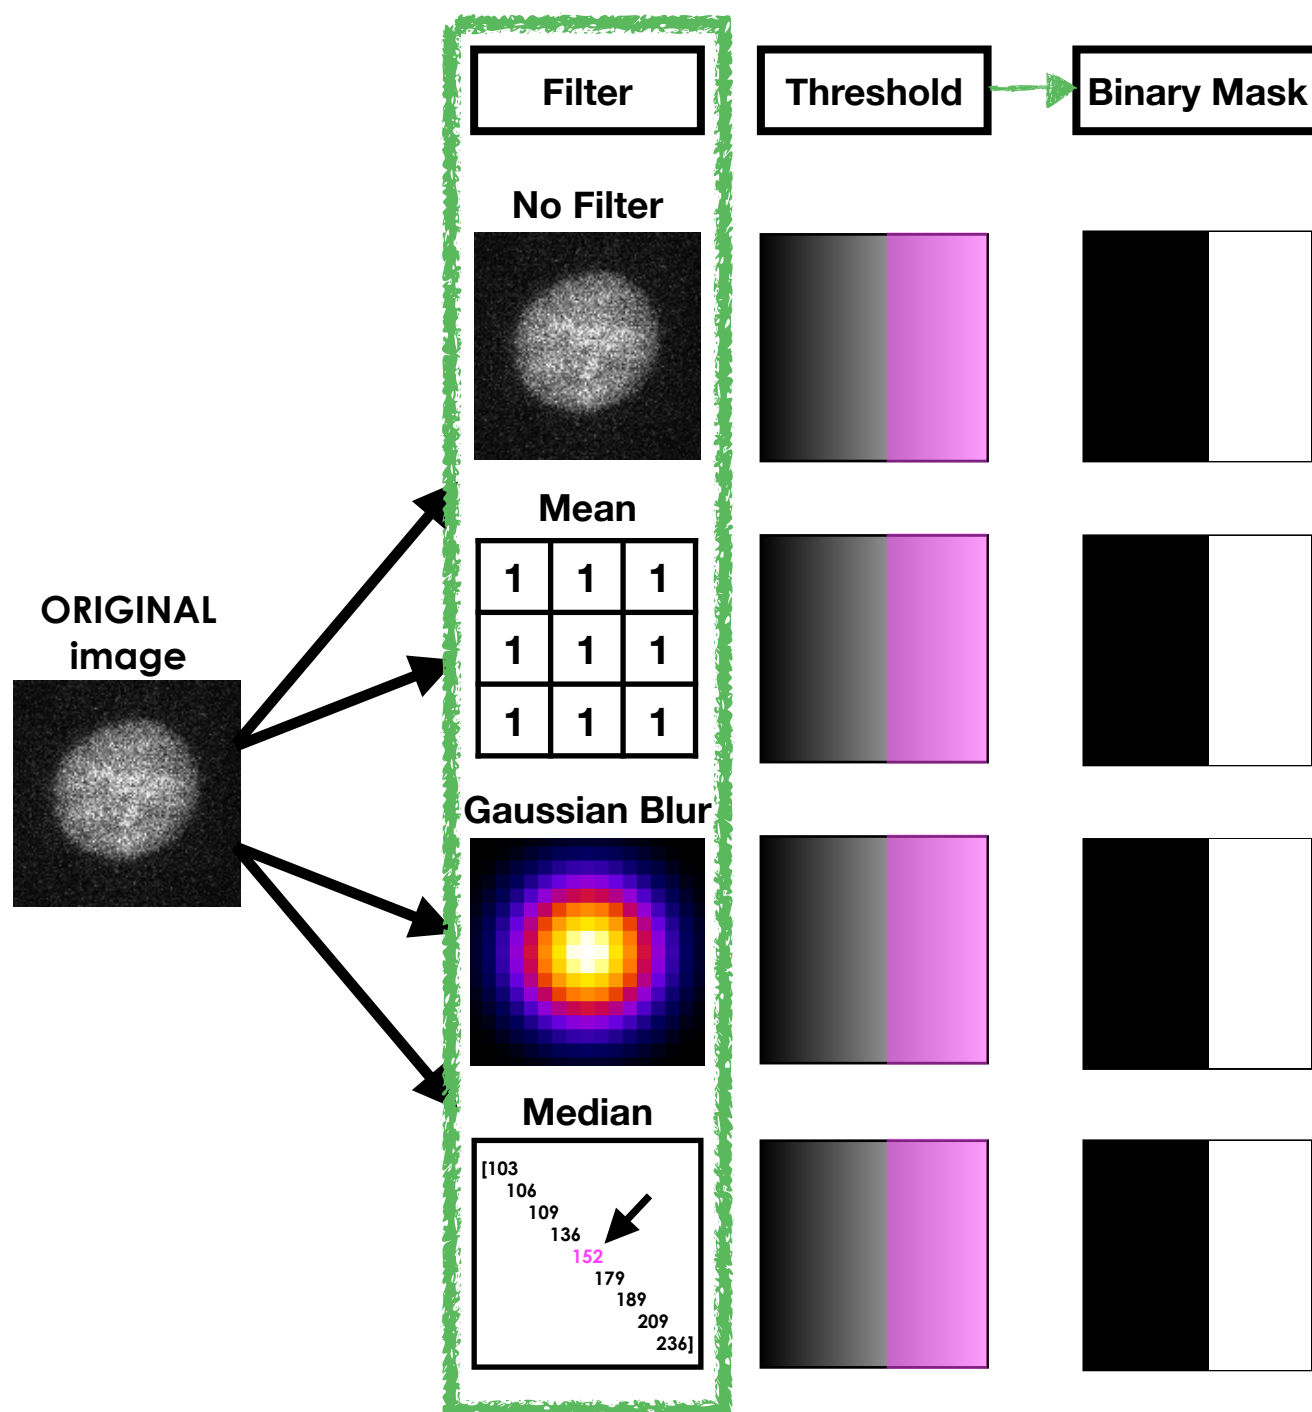 Filter
Threshold
Binary Mask
No Filter
Mean
1 1 1
1 1 1
1 1 1
ORIGINAL
image
Gaussian Blur
Median
[103
106
109
136
152
179
189
209
236]